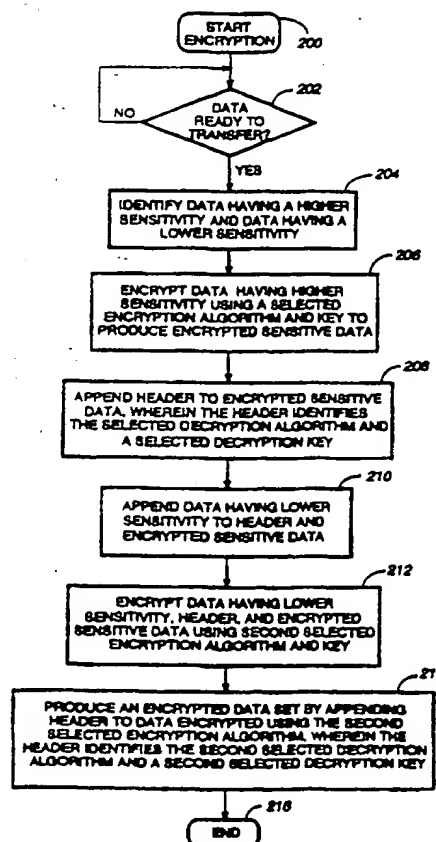 START
ENCRYPTION
200
202
NO
DATA
READY TO
TRANSFER?
YES
204
IDENTIFY DATA HAVING A HIGHER
SENSITIVITY AND DATA HAVING A
LOWER SENSITIVITY
206
ENCRYPT DATA HAVING HIGHER
SENSITIVITY USING A SELECTED
ENCRYPTION ALGORITHM AND KEY TO
PRODUCE ENCRYPTED SENSITIVE DATA
208
APPEND HEADER TO ENCRYPTED SENSITIVE
DATA, WHEREIN THE HEADER IDENTIFIES
THE SELECTED DECRYPTION ALGORITHM AND
A SELECTED DECRYPTION KEY
210
APPEND DATA HAVING LOWER
SENSITIVITY TO HEADER AND
ENCRYPTED SENSITIVE DATA
212
ENCRYPT DATA HAVING LOWER
SENSITIVITY, HEADER, AND ENCRYPTED
SENSITIVE DATA USING SECOND SELECTED
ENCRYPTION ALGORITHM AND KEY
21
PRODUCE AN ENCRYPTED DATA SET BY APPENDING
HEADER TO DATA ENCRYPTED USING THE SECOND
SELECTED ENCRYPTION ALGORITHM, WHEREIN THE
HEADER IDENTIFIES THE SECOND SELECTED DECRYPTION
ALGORITHM AND A SECOND SELECTED DECRYPTION KEY
216
END